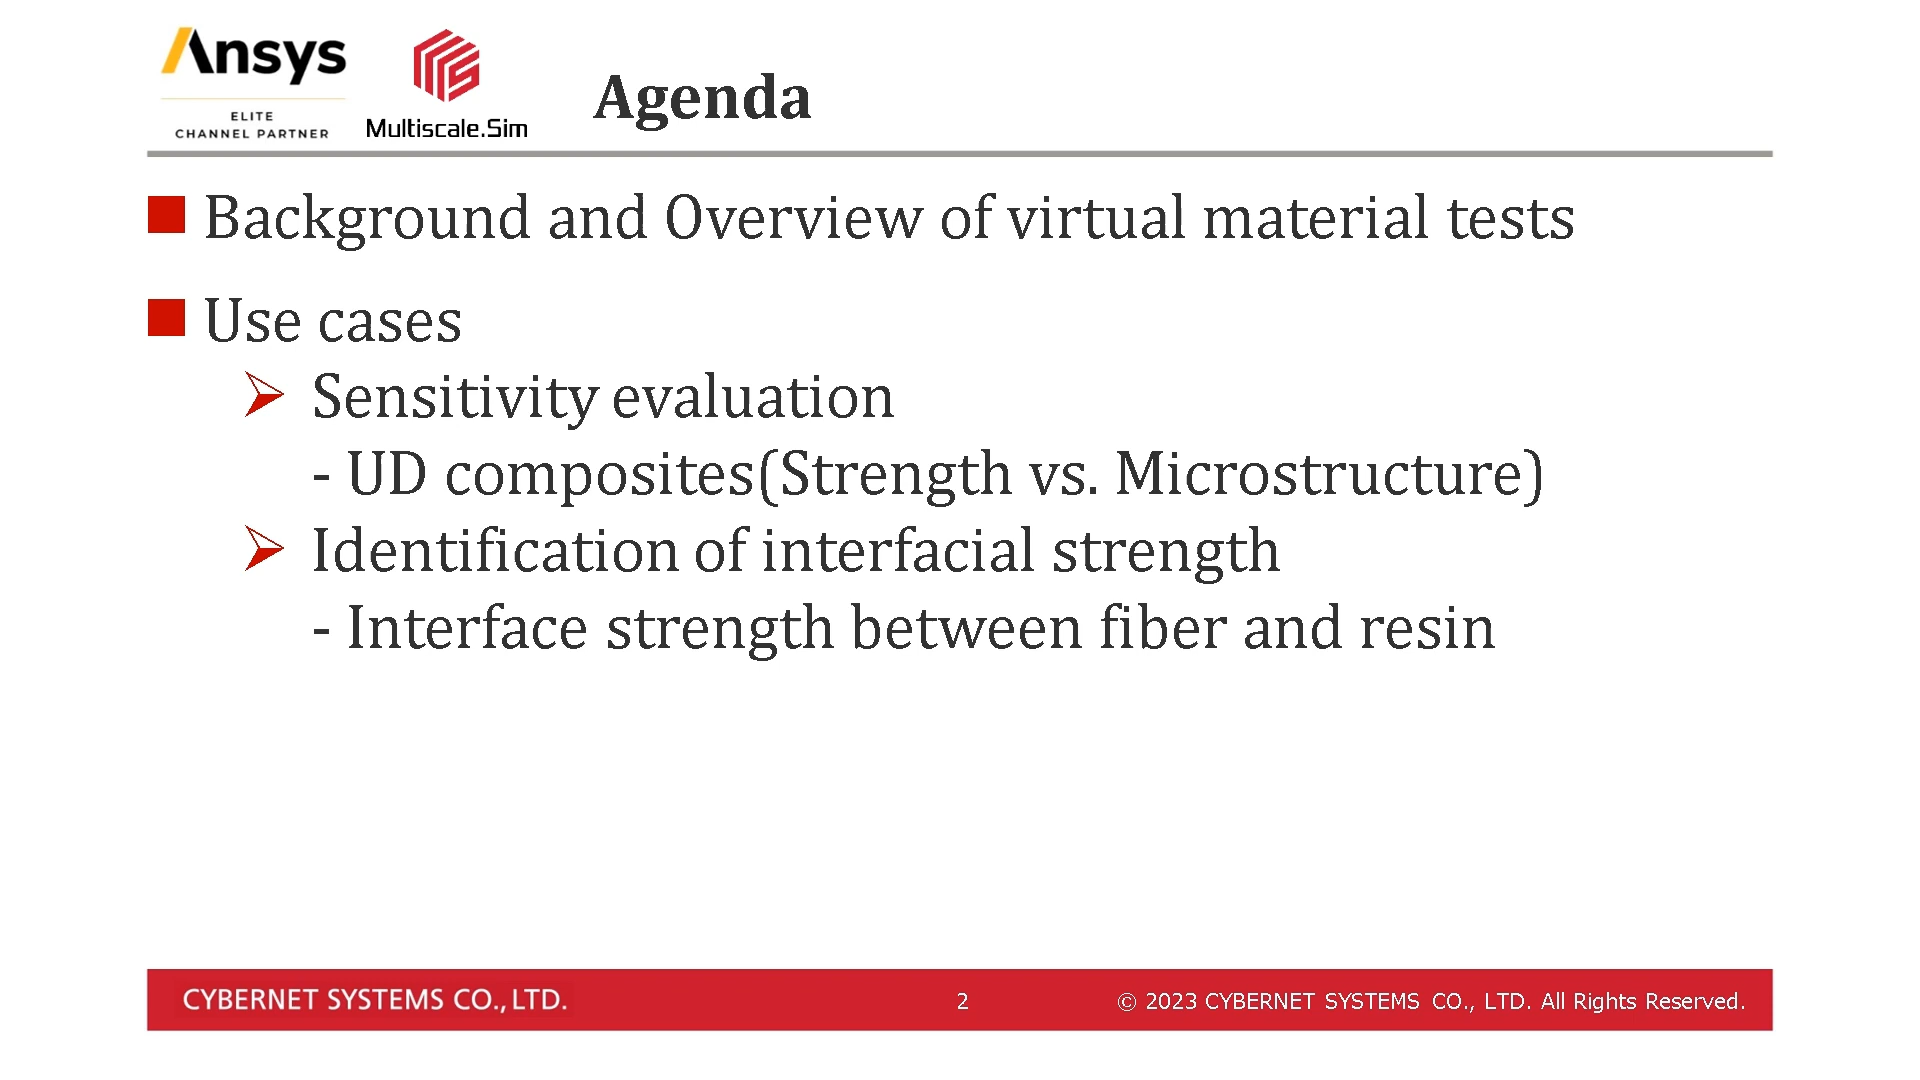 Ansys
ELITE
CHANNEL PARTNER
Multiscale.Sim
Agenda
Background and Overview of virtual material tests
Use cases
Sensitivity evaluation
- UD composites(Strength vs. Microstructure)
Identification of interfacial strength
- Interface strength between fiber and resin
CYBERNET SYSTEMS CO., LTD.
2
© 2023 CYBERNET SYSTEMS CO., LTD. All Rights Reserved.